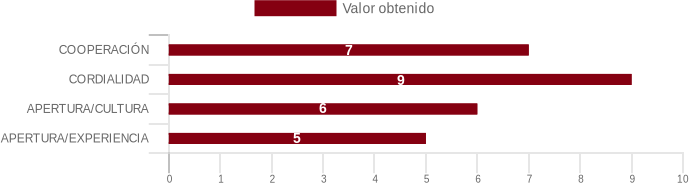 Valor obtenido
COOPERACIÓN
7
CORDIALIDAD
9
APERTURA/CULTURA
6
APERTURA/EXPERIENCIA
5
0 1 2 3 4 5 6 7 8 9 10